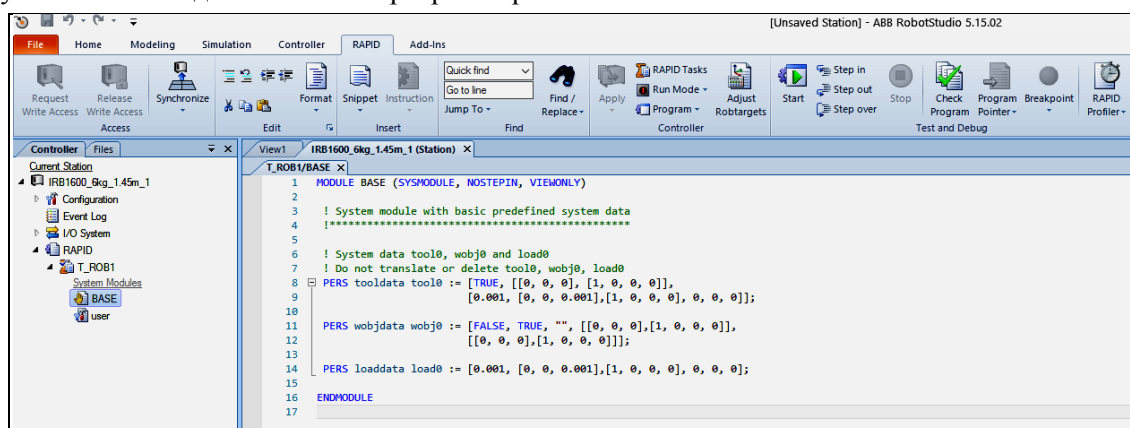 [Unsaved Station] - ABB RobotStudio 5.15.02
File Home Modeling Simulation Controller RAPID Add-Ins
Request Write Access
Release Write Access
Synchronize
Access
Format
Edit
Snippet
Instruction
Insert
Quick find
Go to line
Jump To
Find / Replace
Find
Apply
RAPID Tasks
Run Mode
Program
Adjust Robtargets
Controller
Start
Step in
Step out
Step over
Stop
Check Program
Program Pointer
Breakpoint
Test and Debug
RAPID Profiler
Controller Files
Current Station
IRB1600_6kg_1.45m_1
Configuration
Event Log
I/O System
RAPID
T_ROB1
System Modules
BASE
user
View1 IRB1600_6kg_1.45m_1 (Station) X
T_ROB1/BASE X
1 MODULE BASE (SYSMODULE, NOSTEPIN, VIEWONLY)
2
3 ! System module with basic predefined system data
4 !************************************************
5
6 ! System data tool0, wobj0 and load0
7 ! Do not translate or delete tool0, wobj0, load0
8 PERS tooldata tool0 := [TRUE, [[0, 0, 0], [1, 0, 0, 0]],
9 [0.001, [0, 0, 0.001],[1, 0, 0, 0], 0, 0, 0]];
10
11 PERS wobjdata wobj0 := [FALSE, TRUE, "", [[0, 0, 0],[1, 0, 0, 0]],
12 [[0, 0, 0],[1, 0, 0, 0]]];
13
14 PERS loaddata load0 := [0.001, [0, 0, 0.001],[1, 0, 0, 0], 0, 0, 0];
15
16 ENDMODULE
17